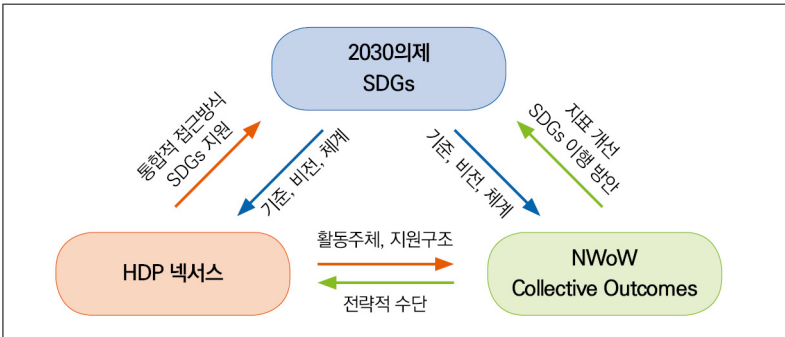 2030의제
SDGs
통합적 접근방식
SDGs 지원
기준, 비전, 체계
기준, 비전, 체계
지표 개선
SDGs 이행 방안
HDP 넥서스
활동주체, 지원구조
전략적 수단
NWoW
Collective Outcomes